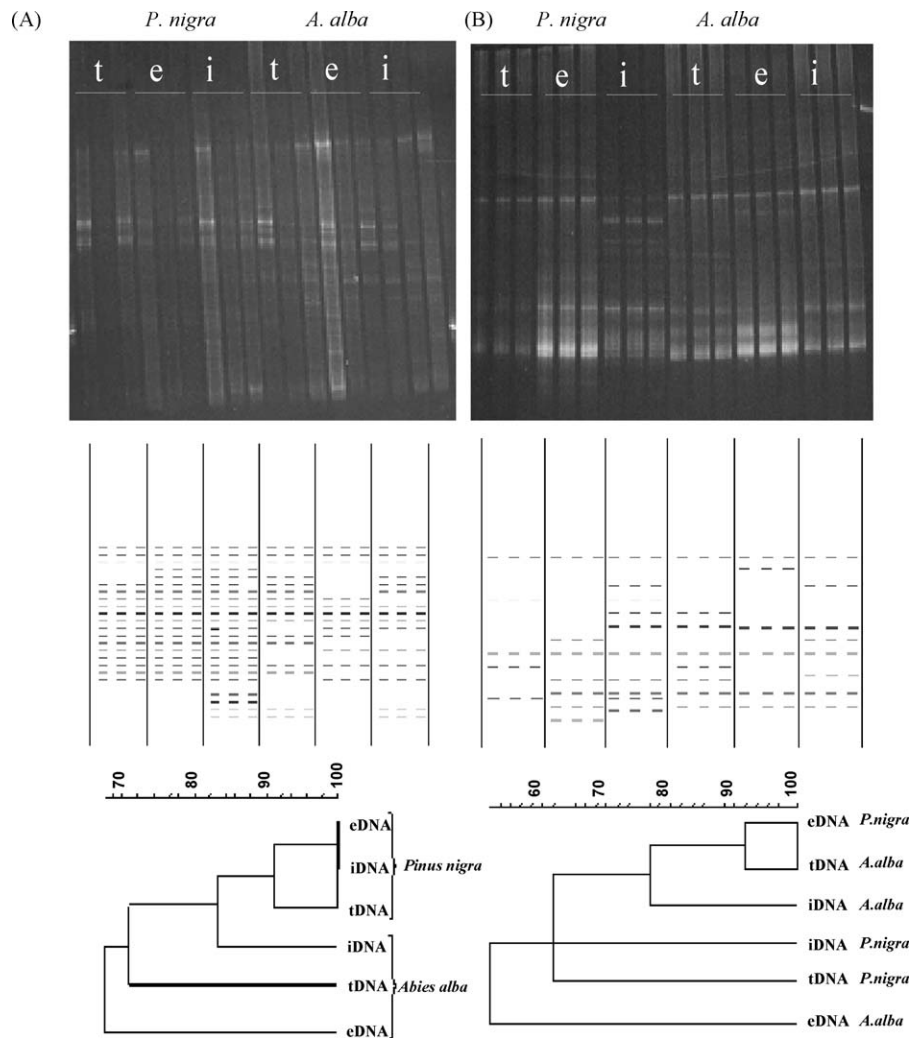 (A) P. nigra A. alba (B) P. nigra A. alba
t e i t e i t e i t e i
70 80 90 100
eDNA
iDNA Pinus nigra
tDNA
iDNA
tDNA Abies alba
eDNA
60 70 80 90 100
eDNA P.nigra
tDNA A.alba
iDNA A.alba
iDNA P.nigra
tDNA P.nigra
eDNA A.alba